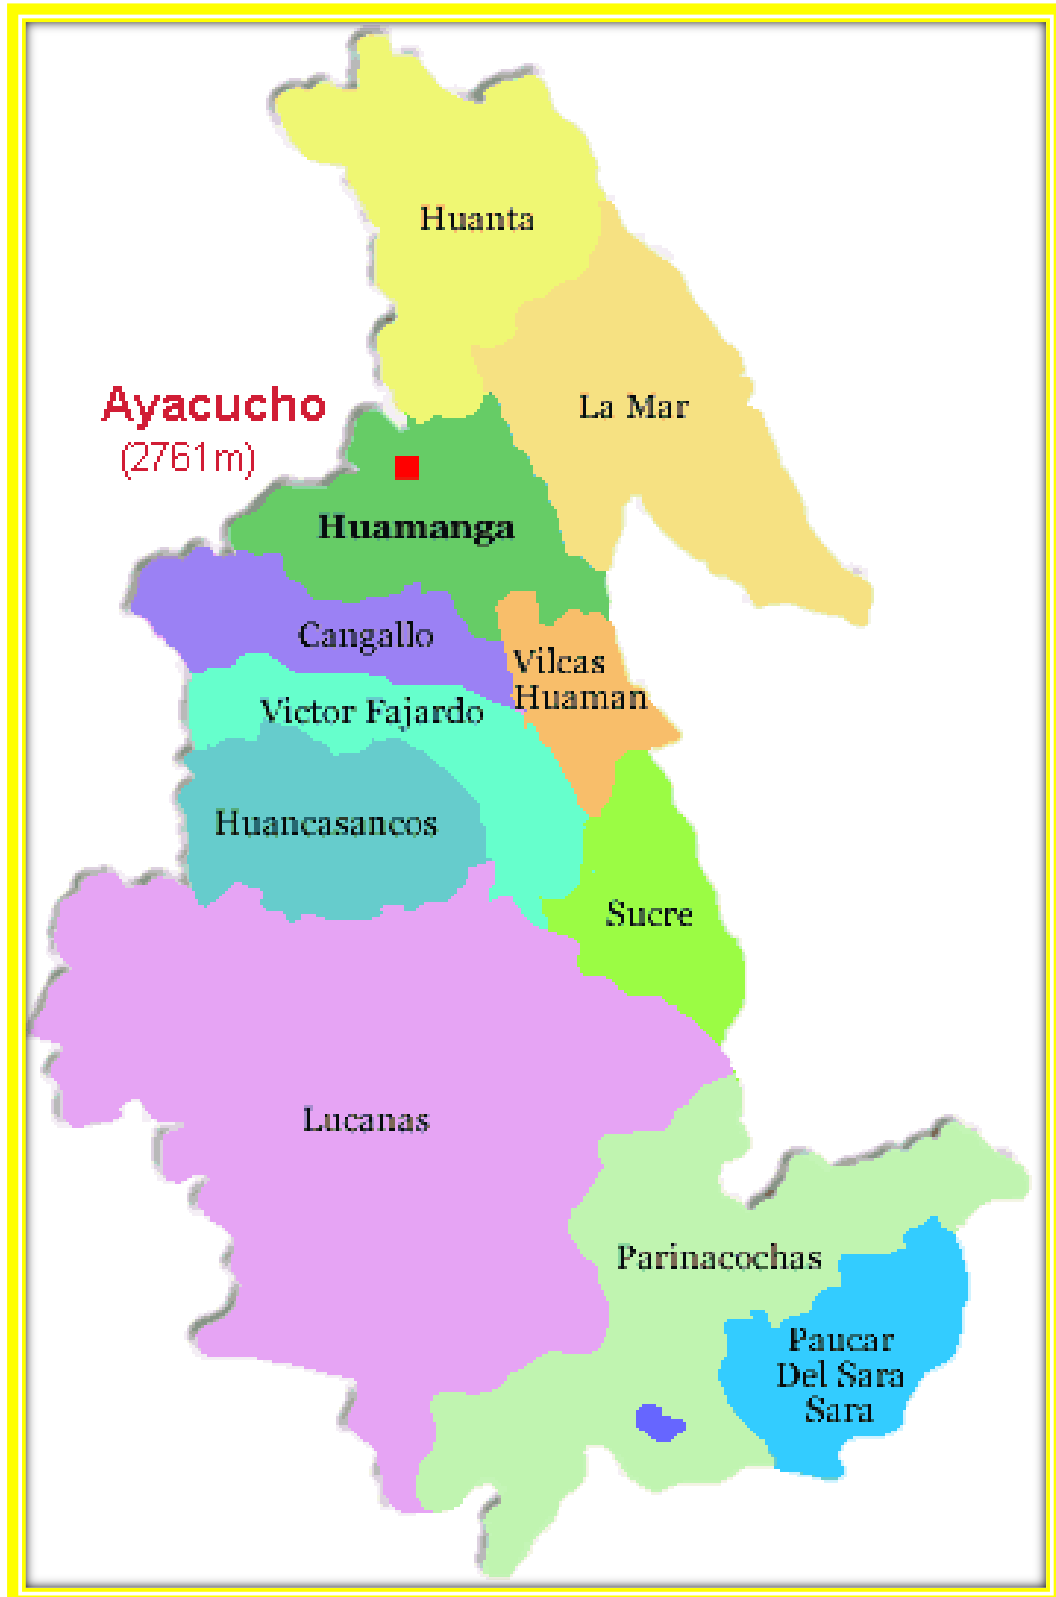 Huanta
La Mar
Ayacucho
(2761m)
Huamanga
Cangallo
Vilcas
Huaman
Victor Fajardo
Huancasancos
Sucre
Lucanas
Parinacochas
Paucar
Del Sara
Sara